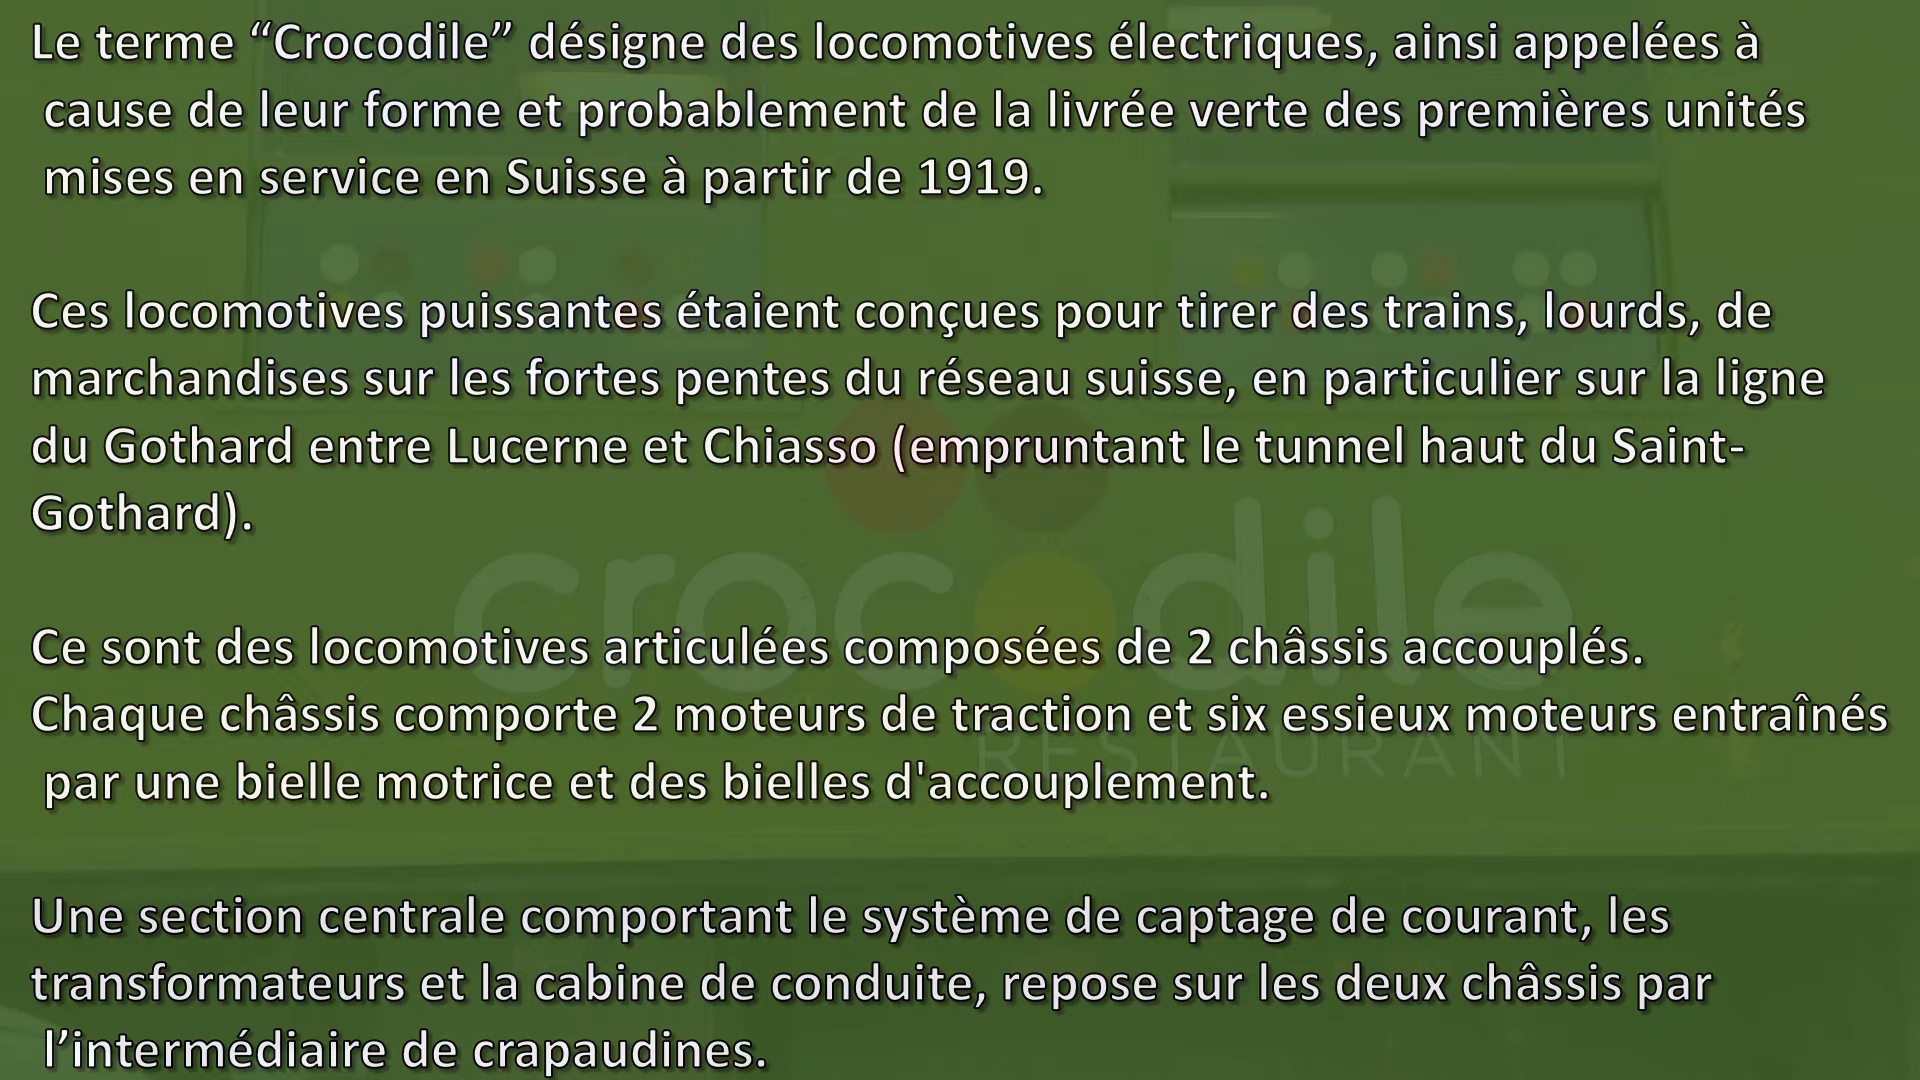 Le terme “Crocodile” désigne des locomotives électriques, ainsi appelées à
cause de leur forme et probablement de la livrée verte des premières unités
mises en service en Suisse à partir de 1919.
Ces locomotives puissantes étaient conçues pour tirer des trains, lourds, de
marchandises sur les fortes pentes du réseau suisse, en particulier sur la ligne
du Gothard entre Lucerne et Chiasso (empruntant le tunnel haut du Saint-
Gothard).
crocodile
RESTAURANT
Ce sont des locomotives articulées composées de 2 châssis accouplés.
Chaque châssis comporte 2 moteurs de traction et six essieux moteurs entraînés
par une bielle motrice et des bielles d'accouplement.
Une section centrale comportant le système de captage de courant, les
transformateurs et la cabine de conduite, repose sur les deux châssis par
l’intermédiaire de crapaudines.